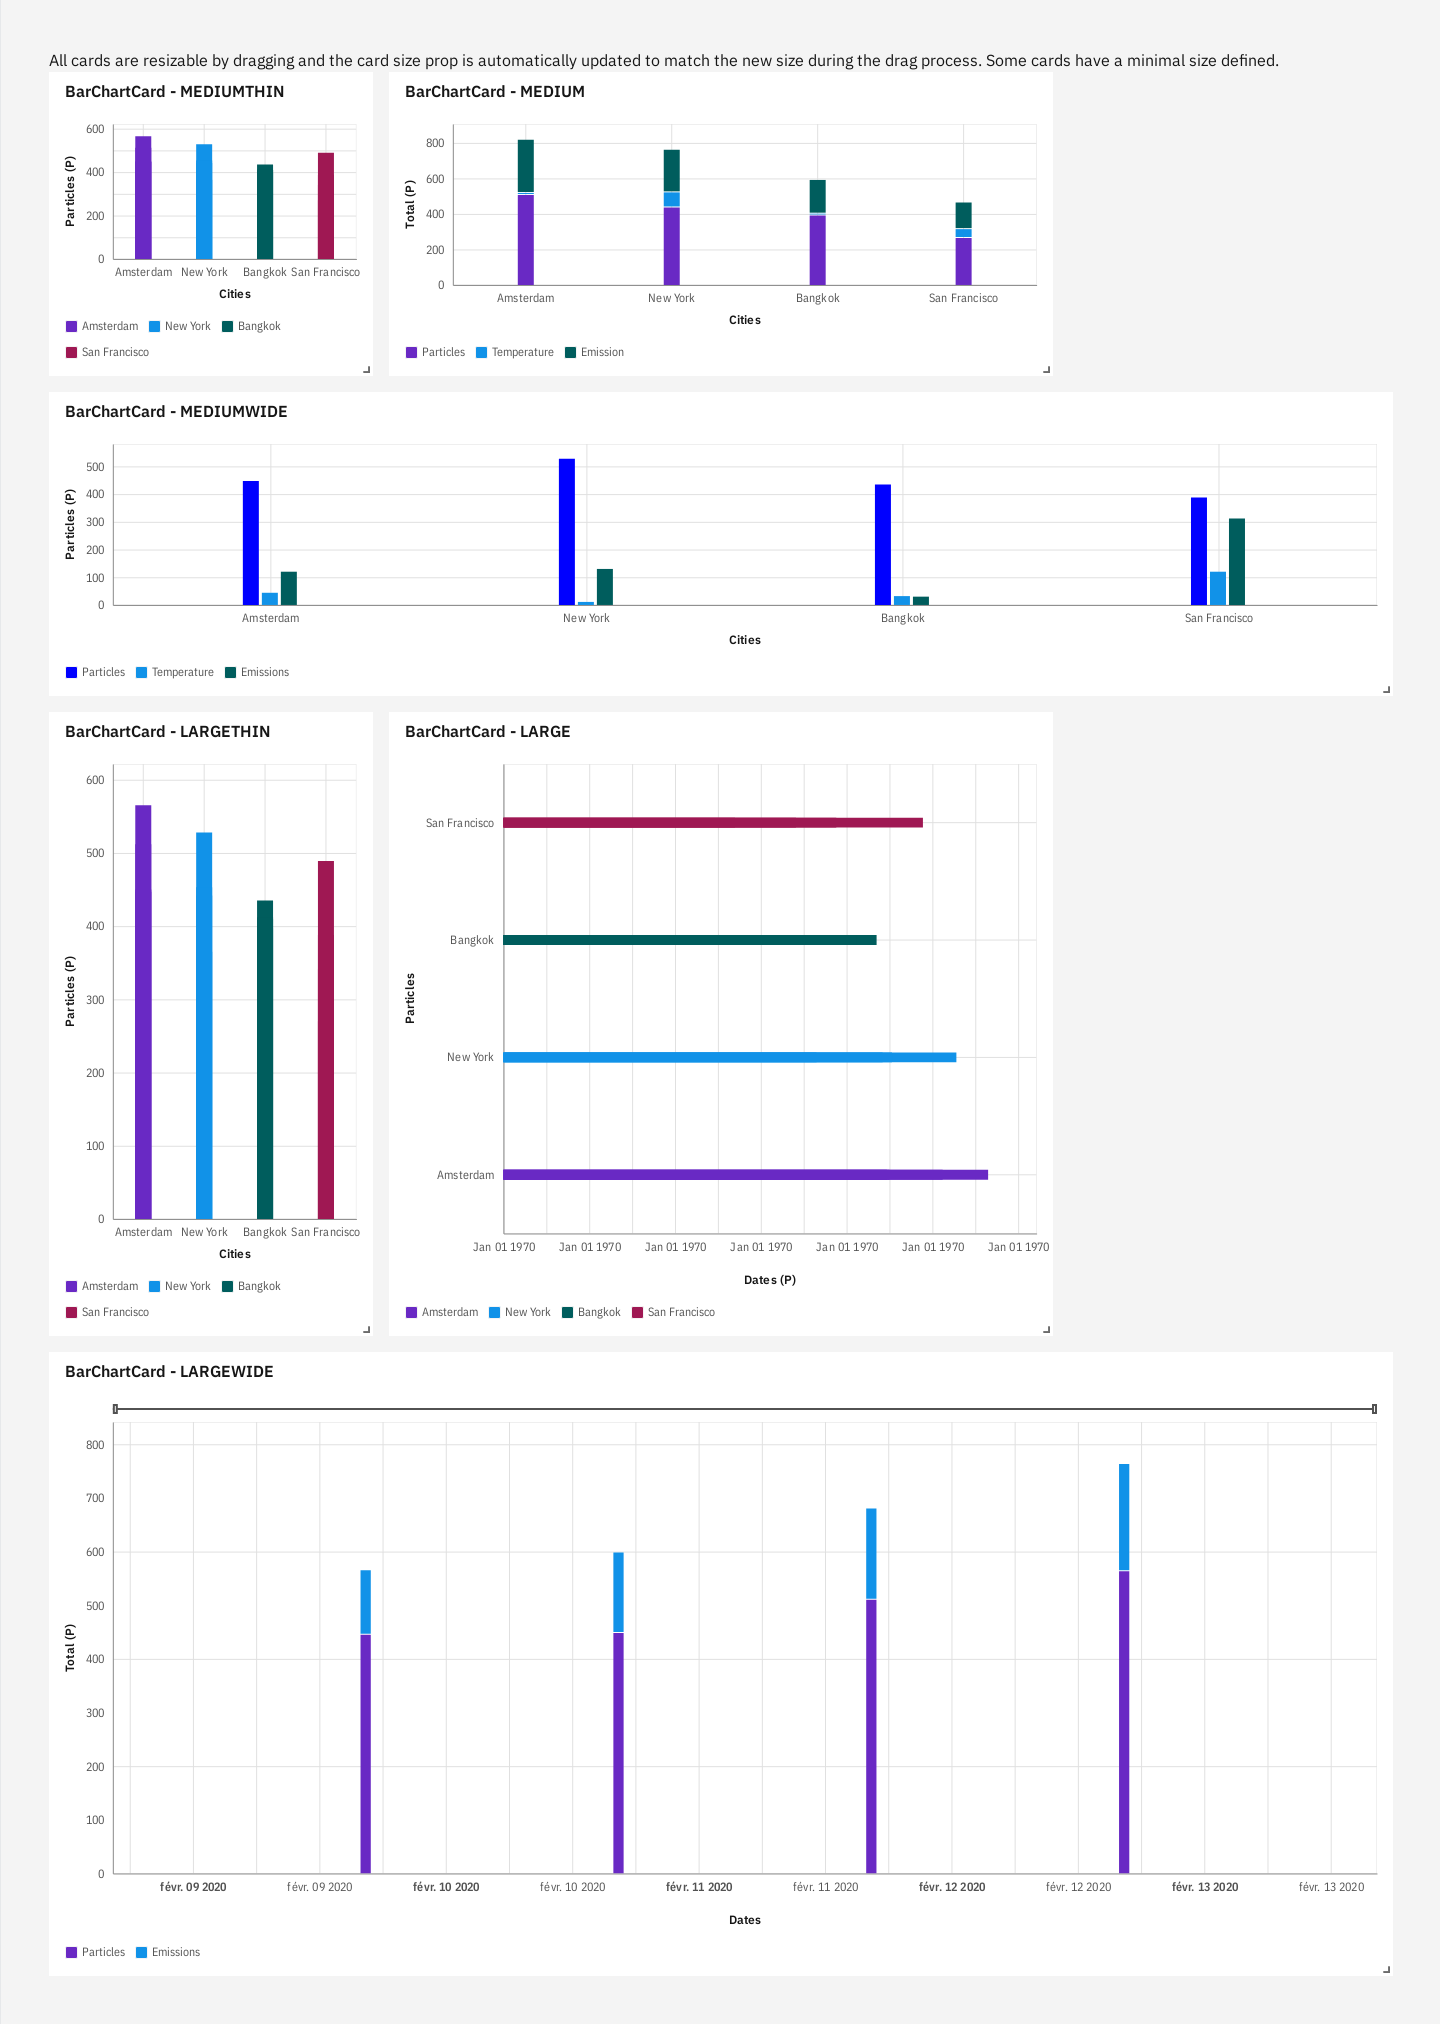 All cards are resizable by dragging and the card size prop is automatically updated to match the new size during the drag process. Some cards have a minimal size defined.
BarChartCard - MEDIUMTHIN
600
400
200
0
Particles (P)
Amsterdam New York Bangkok San Francisco
Cities
Amsterdam New York Bangkok
San Francisco
BarChartCard - MEDIUM
800
600
400
200
0
Total (P)
Amsterdam New York Bangkok San Francisco
Cities
Particles Temperature Emission
BarChartCard - MEDIUMWIDE
500
400
300
200
100
0
Particles (P)
Amsterdam New York Bangkok San Francisco
Cities
Particles Temperature Emissions
BarChartCard - LARGETHIN
600
500
400
300
200
100
0
Particles (P)
Amsterdam New York Bangkok San Francisco
Cities
Amsterdam New York Bangkok
San Francisco
BarChartCard - LARGE
San Francisco
Bangkok
New York
Amsterdam
Particles
Jan 01 1970 Jan 01 1970 Jan 01 1970 Jan 01 1970 Jan 01 1970 Jan 01 1970 Jan 01 1970
Dates (P)
Amsterdam New York Bangkok San Francisco
BarChartCard - LARGEWIDE
800
700
600
500
400
300
200
100
0
Total (P)
févr. 09 2020 févr. 09 2020 févr. 10 2020 févr. 10 2020 févr. 11 2020 févr. 11 2020 févr. 12 2020 févr. 12 2020 févr. 13 2020 févr. 13 2020
Dates
Particles Emissions